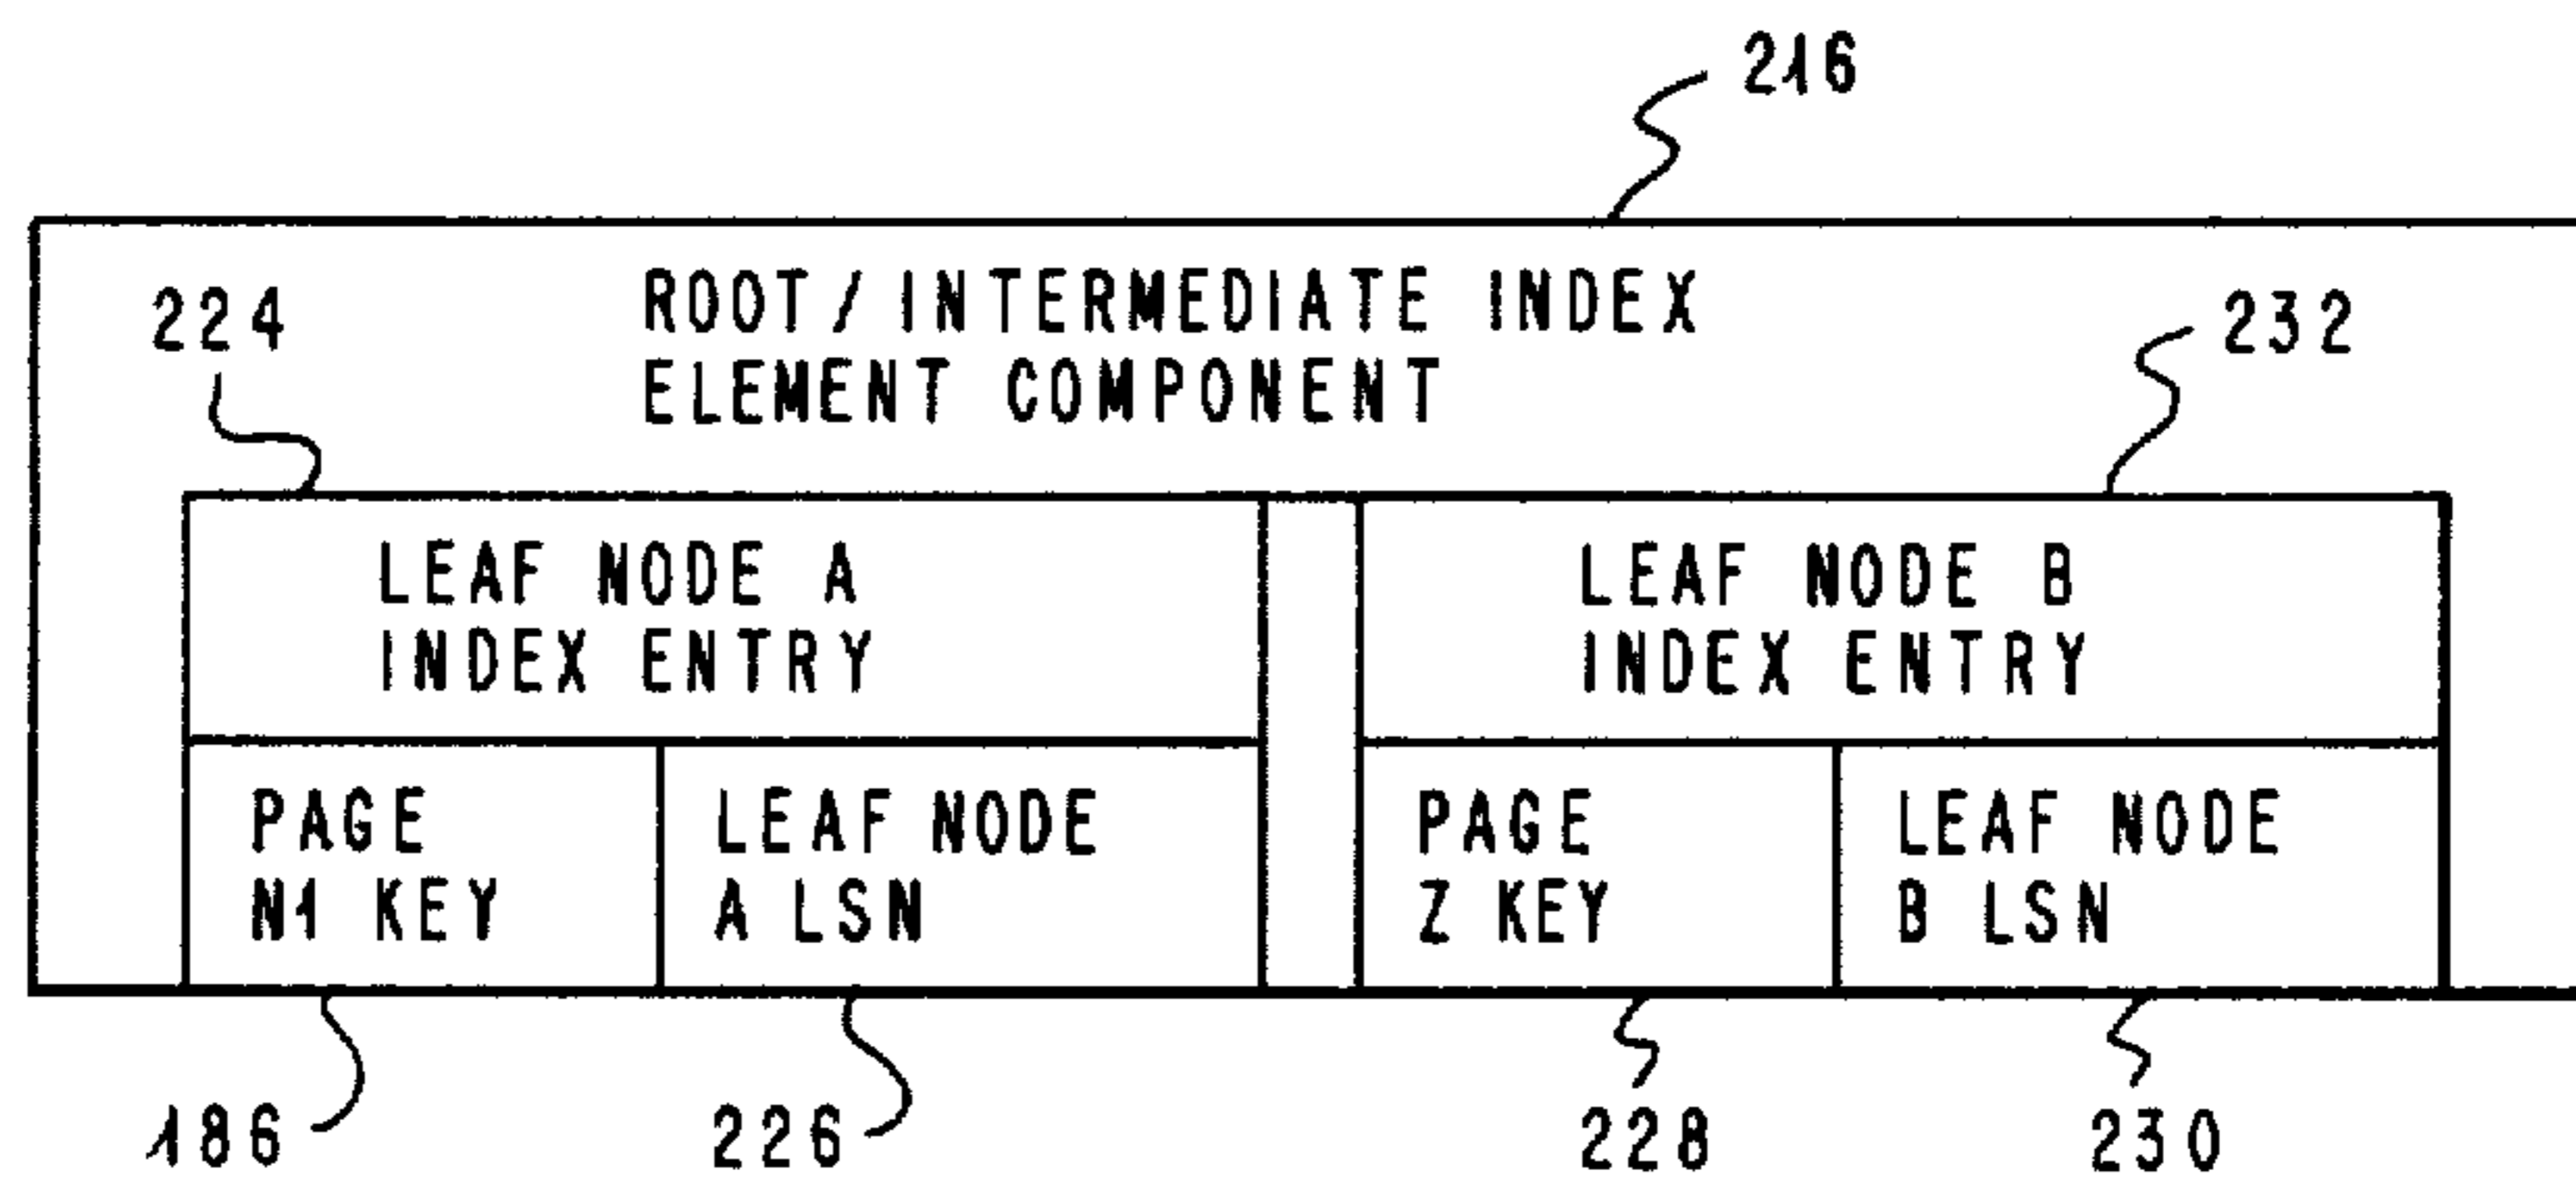 216
ROOT/INTERMEDIATE INDEX
ELEMENT COMPONENT
224
232
LEAF NODE A
INDEX ENTRY
LEAF NODE B
INDEX ENTRY
PAGE
N1 KEY
LEAF NODE
A LSN
PAGE
Z KEY
LEAF NODE
B LSN
186
226
228
230